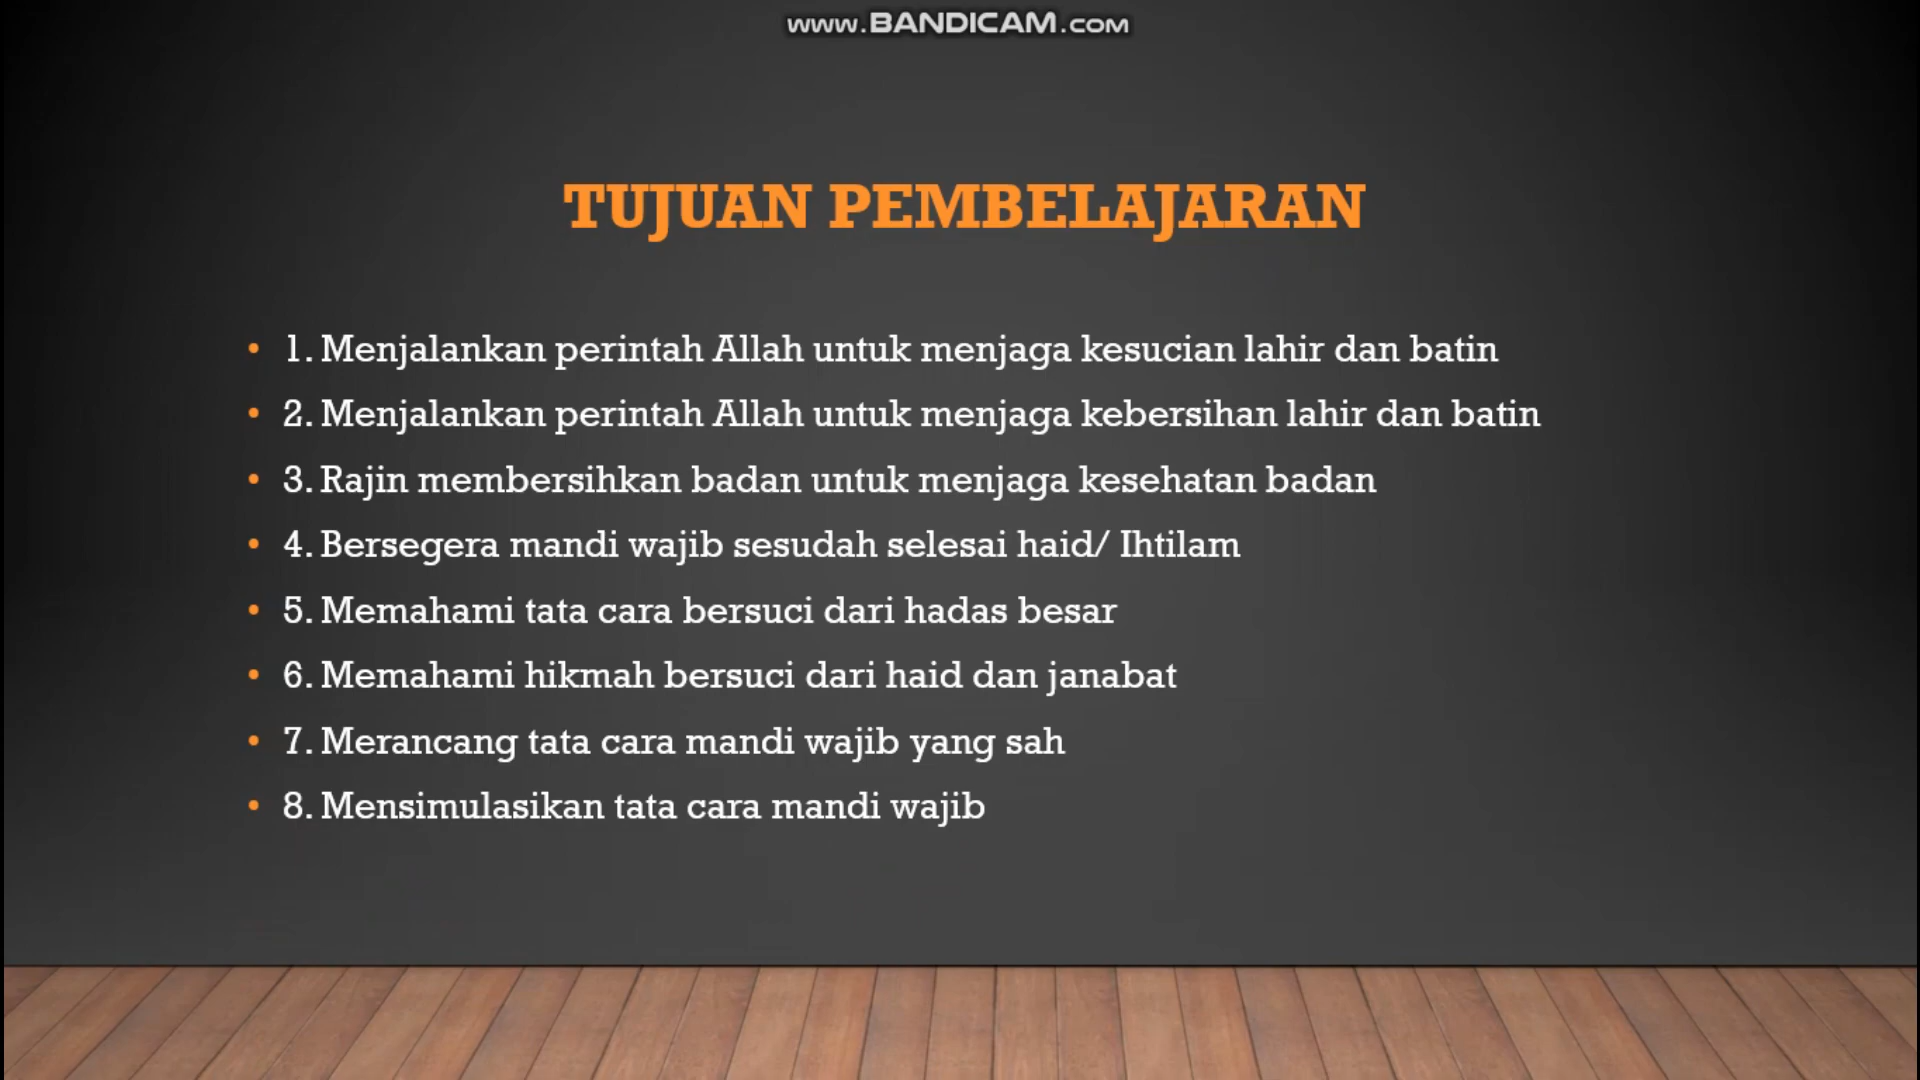 www.BANDICAM.com
TUJUAN PEMBELAJARAN
• 1. Menjalankan perintah Allah untuk menjaga kesucian lahir dan batin
• 2. Menjalankan perintah Allah untuk menjaga kebersihan lahir dan batin
• 3. Rajin membersihkan badan untuk menjaga kesehatan badan
• 4. Bersegera mandi wajib sesudah selesai haid/ Ihtilam
• 5. Memahami tata cara bersuci dari hadas besar
• 6. Memahami hikmah bersuci dari haid dan janabat
• 7. Merancang tata cara mandi wajib yang sah
• 8. Mensimulasikan tata cara mandi wajib